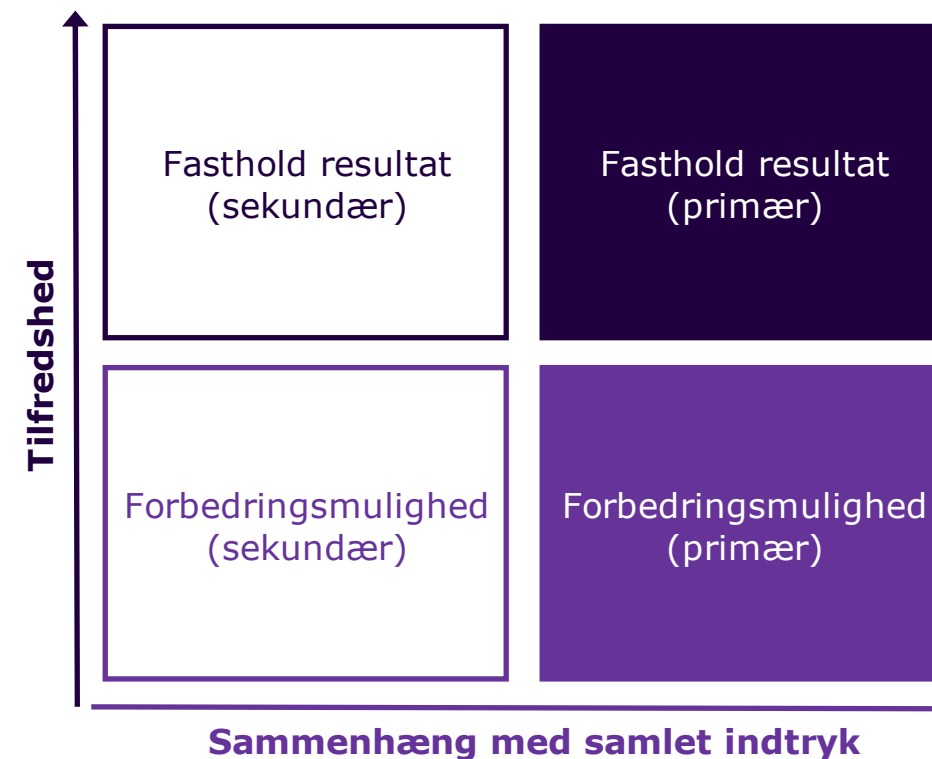 Tilfredshed
Fasthold resultat
(sekundær)
Fasthold resultat
(primær)
Forbedringsmulighed
(sekundær)
Forbedringsmulighed
(primær)
Sammenhæng med samlet indtryk